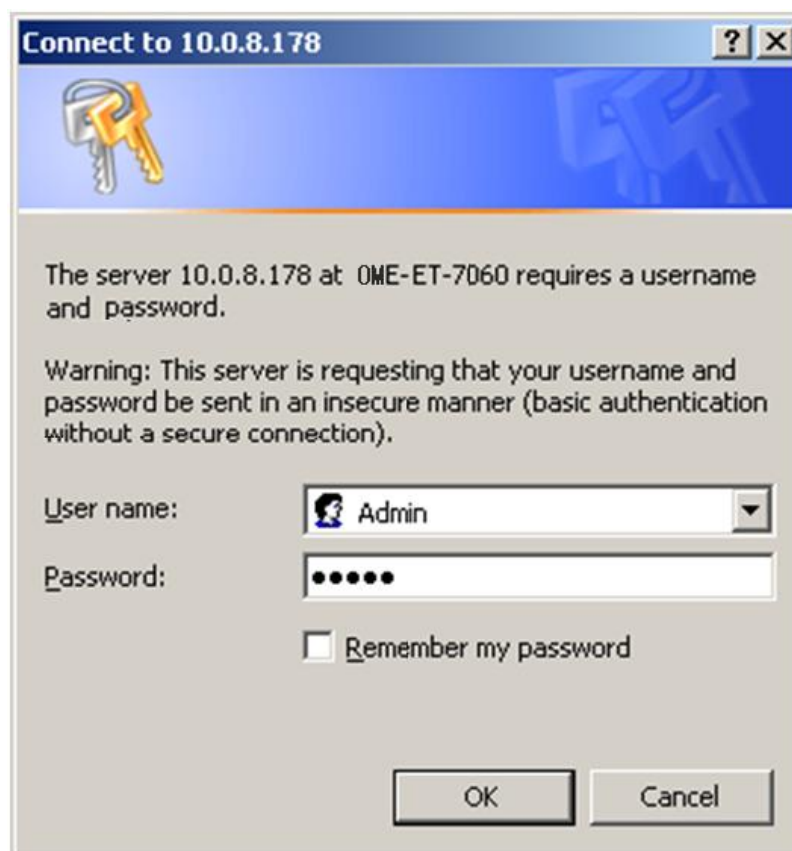 Connect to 10.0.8.178
The server 10.0.8.178 at OME-ET-7060 requires a username
and password.
Warning: This server is requesting that your username and
password be sent in an insecure manner (basic authentication
without a secure connection).
User name:
Admin
Password:
•••••
Remember my password
OK
Cancel